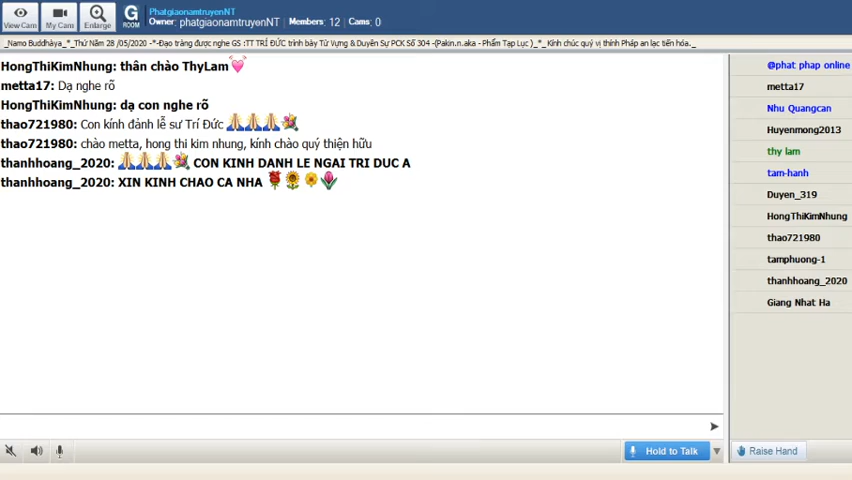 View Cam
My Cam
Enlarge
G
ROOM
PhatgiaonamtruyenNT
Owner: phatgiaonamtruyenNT Members: 12 Cams: 0
_Namo Buddhàya_*_Thứ Năm 28 /05/2020 -*-Đạo tràng được nghe GS :TT TRÍ ĐỨC trình bày Từ Vựng & Duyên Sự PCK Số 304 -(Pakin.n.aka - Phẩm Tạp Lục )_*_ Kính chúc quý vị thính Pháp an lạc tiến hóa._
HongThiKimNhung: thân chào ThyLam
metta17: Dạ nghe rõ
HongThiKimNhung: dạ con nghe rõ
thao721980: Con kính đảnh lễ sư Trí Đức
thao721980: chào metta, hong thi kim nhung, kính chào quý thiện hữu
thanhhoang_2020: CON KINH DANH LE NGAI TRI DUC A
thanhhoang_2020: XIN KINH CHAO CA NHA
@phat phap online
metta17
Nhu Quangcan
Huyenmong2013
thy lam
tam-hanh
Duyen_319
HongThiKimNhung
thao721980
tamphuong-1
thanhhoang_2020
Giang Nhat Ha
Hold to Talk
Raise Hand